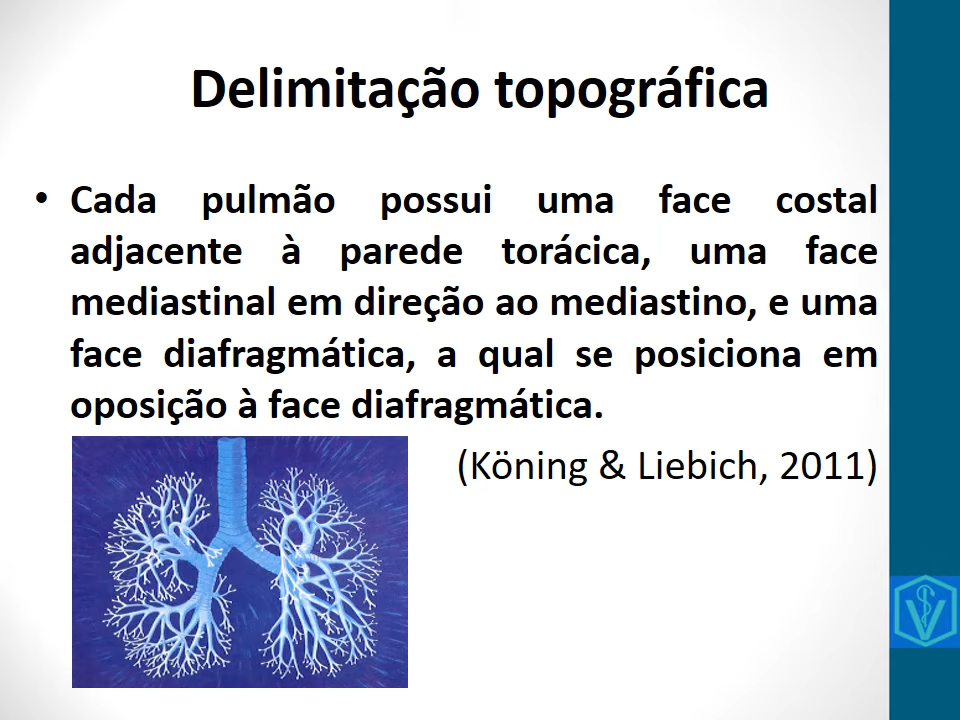 Delimitação topográfica
• Cada pulmão possui uma face costal
adjacente à parede torácica, uma face
mediastinal em direção ao mediastino, e uma
face diafragmática, a qual se posiciona em
oposição à face diafragmática.
(Köning & Liebich, 2011)